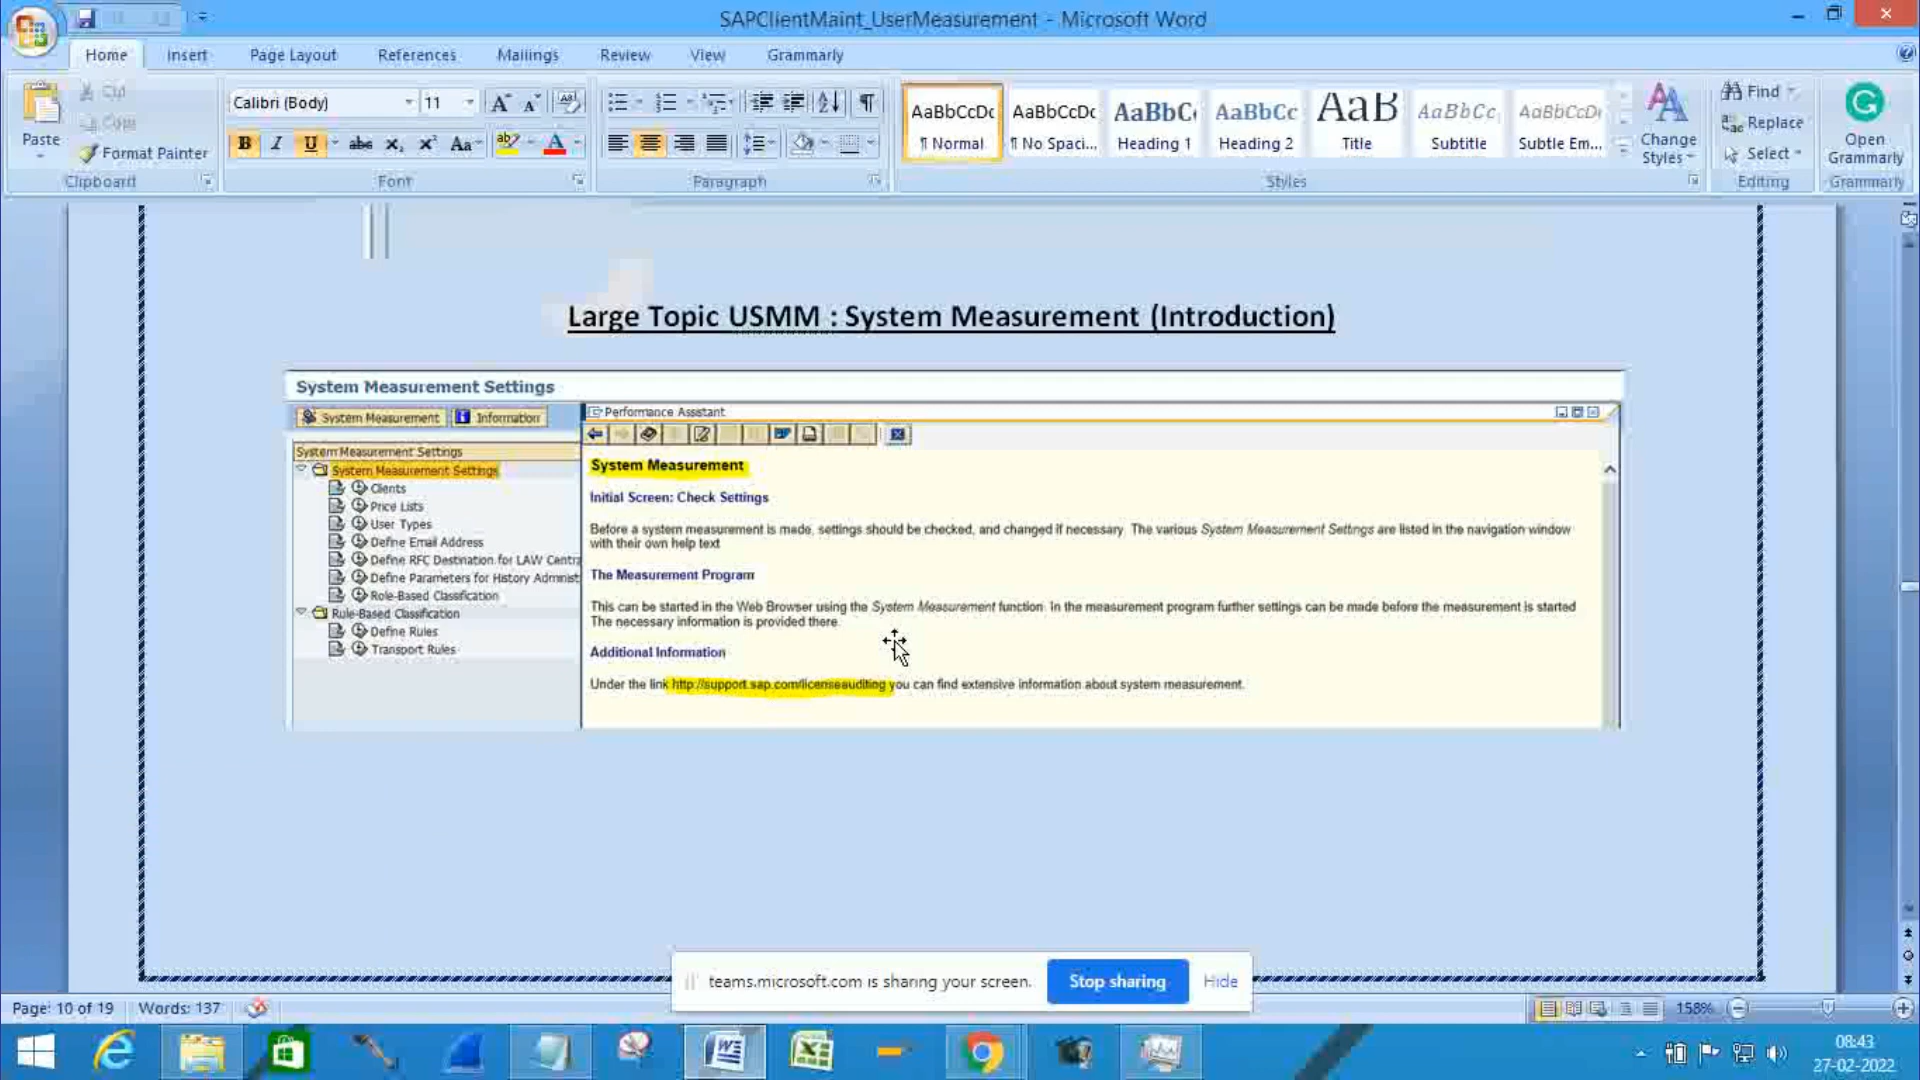 SAPClientMaint_UserMeasurement - Microsoft Word
Home Insert Page Layout References Mailings Review View Grammarly
Paste
Cut
Copy
Format Painter
Clipboard
Calibri (Body) 11
Font
Paragraph
AaBbCcDc AaBbCcDc AaBbC AaBbCc AaB AaBbCc AaBbCcDi
¶ Normal ¶ No Spaci... Heading 1 Heading 2 Title Subtitle Subtle Em...
Change Styles
Styles
Find
Replace
Select
Editing
Open Grammarly
Grammarly
Large Topic USMM : System Measurement (Introduction)
System Measurement Settings
System Measurement Information
System Measurement Settings
System Measurement Settings
Clients
Price Lists
User Types
Define Email Address
Define RFC Destination for LAW Centra
Define Parameters for History Administ
Role-Based Classification
Rule-Based Classification
Define Rules
Transport Rules
Performance Assistant
System Measurement
Initial Screen: Check Settings
Before a system measurement is made, settings should be checked, and changed if necessary. The various System Measurement Settings are listed in the navigation window
with their own help text
The Measurement Program
This can be started in the Web Browser using the System Measurement function. In the measurement program further settings can be made before the measurement is started
The necessary information is provided there.
Additional Information
Under the link http://support.sap.com/licenseauditing you can find extensive information about system measurement.
teams.microsoft.com is sharing your screen. Stop sharing Hide
Page: 10 of 19 Words: 137
158%
08:43
27-02-2022